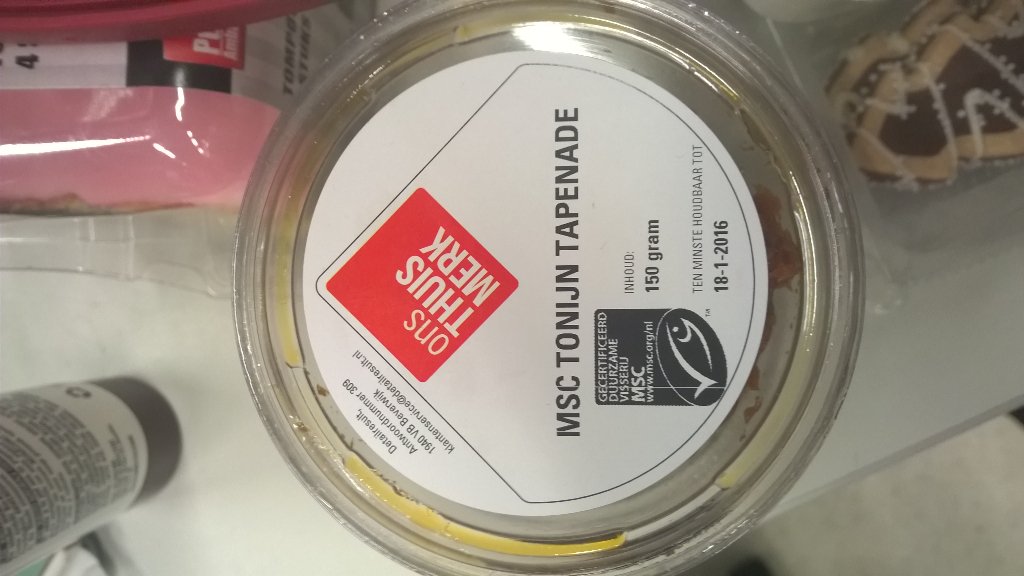 ons
THUIS
MERK
Detailresult,
Antwoordnummer 309
1940 VB Beverwijk
klantenservice@detailresult.nl
MSC TONIJN TAPENADE
GECERTIFICEERD
DUURZAME
VISSERIJ
MSC
www.msc.org/nl
TM
INHOUD:
150 gram
TEN MINSTE HOUDBAAR TOT
18-1-2016